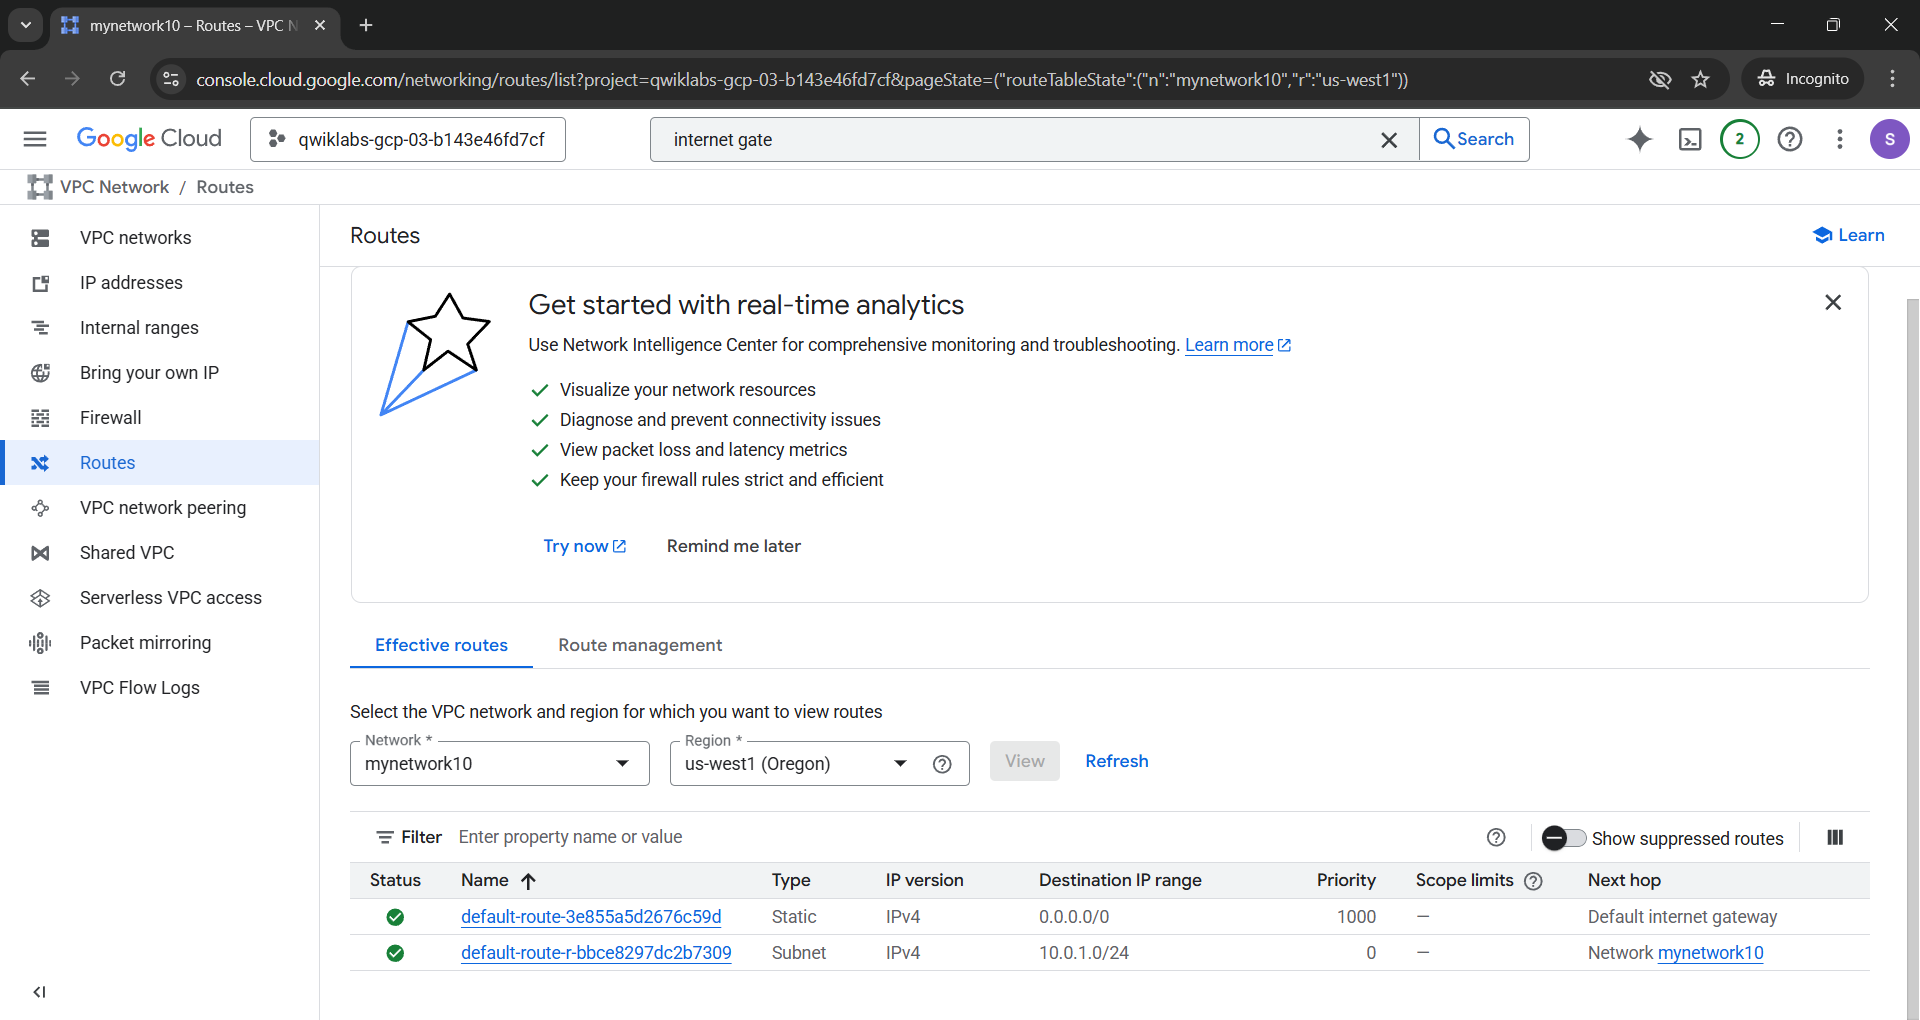 mynetwork10 – Routes – VPC N
console.cloud.google.com/networking/routes/list?project=qwiklabs-gcp-03-b143e46fd7cf&pageState=("routeTableState":("n":"mynetwork10","r":"us-west1"))
Incognito
Google Cloud
qwiklabs-gcp-03-b143e46fd7cf
internet gate
Search
2
S
VPC Network / Routes
VPC networks
IP addresses
Internal ranges
Bring your own IP
Firewall
Routes
VPC network peering
Shared VPC
Serverless VPC access
Packet mirroring
VPC Flow Logs
Routes
Learn
Get started with real-time analytics
Use Network Intelligence Center for comprehensive monitoring and troubleshooting. Learn more
Visualize your network resources
Diagnose and prevent connectivity issues
View packet loss and latency metrics
Keep your firewall rules strict and efficient
Try now
Remind me later
Effective routes
Route management
Select the VPC network and region for which you want to view routes
Network *
mynetwork10
Region *
us-west1 (Oregon)
View
Refresh
Filter Enter property name or value
Show suppressed routes
Status Name Type IP version Destination IP range Priority Scope limits Next hop
default-route-3e855a5d2676c59d Static IPv4 0.0.0.0/0 1000 — Default internet gateway
default-route-r-bbce8297dc2b7309 Subnet IPv4 10.0.1.0/24 0 — Network mynetwork10